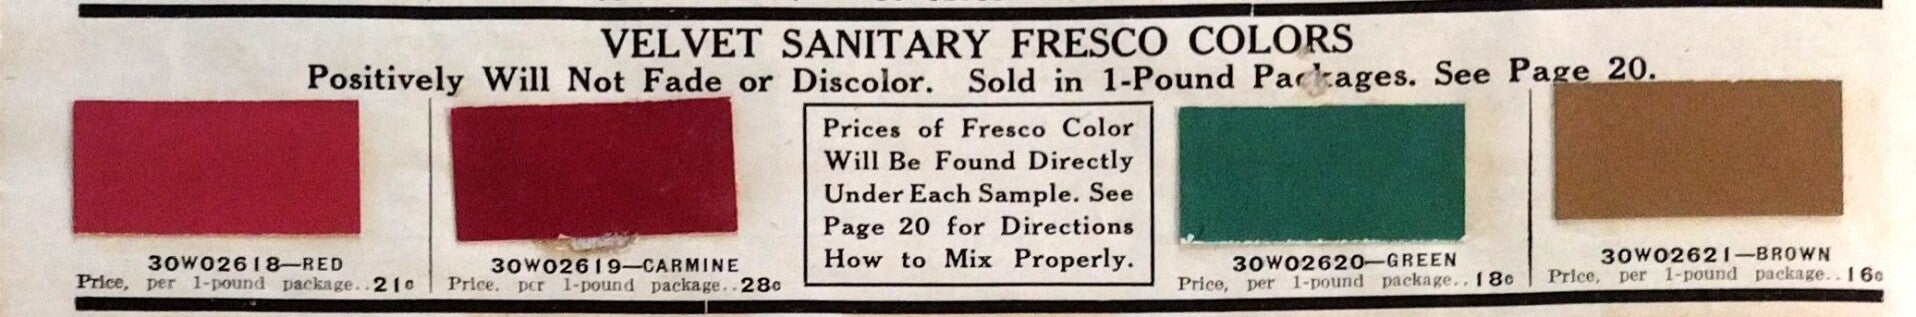 VELVET SANITARY FRESCO COLORS
Positively Will Not Fade or Discolor. Sold in 1-Pound Packages. See Page 20.
30W02618—RED
Price, per 1-pound package..21c
30W02619—CARMINE
Price, per 1-pound package..28c
Prices of Fresco Color
Will Be Found Directly
Under Each Sample. See
Page 20 for Directions
How to Mix Properly.
30W02620—GREEN
Price, per 1-pound package..18c
30W02621—BROWN
Price, per 1-pound package..16c